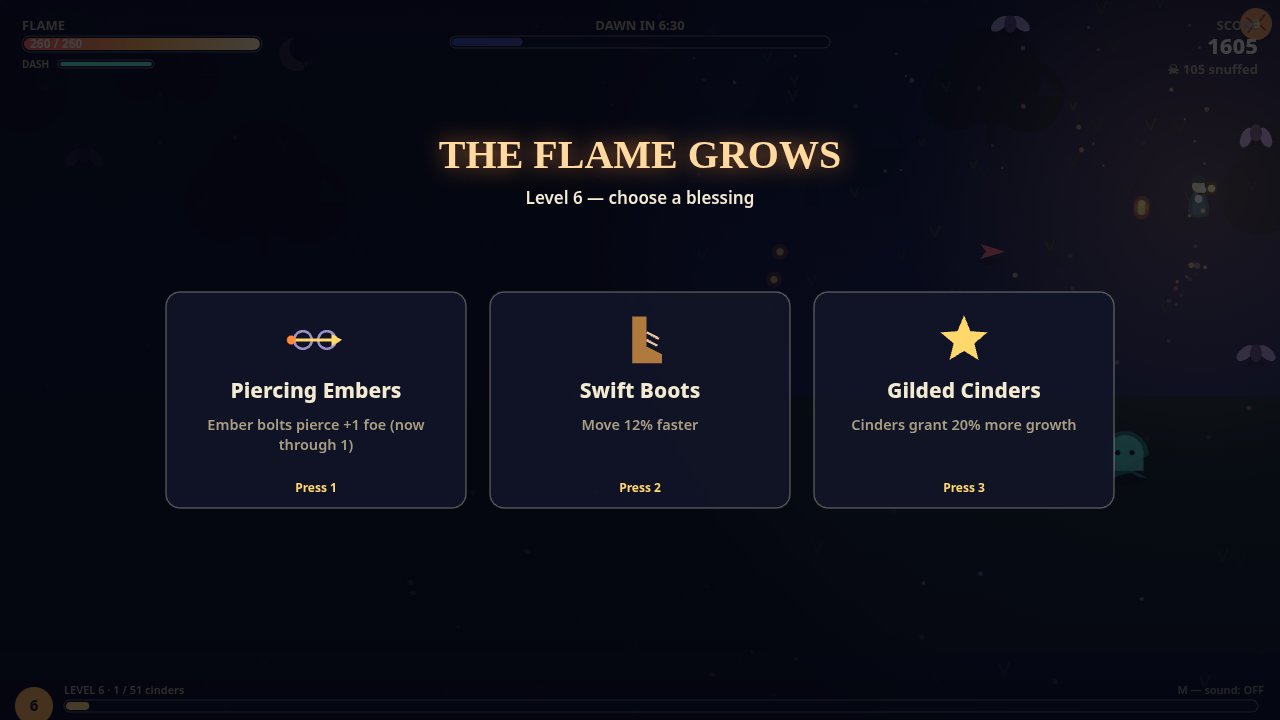 FLAME
260 / 260
DASH
DAWN IN 6:30
1605
☠ 105 snuffed
THE FLAME GROWS
Level 6 — choose a blessing
Piercing Embers
Ember bolts pierce +1 foe (now
through 1)
Press 1
Swift Boots
Move 12% faster
Press 2
Gilded Cinders
Cinders grant 20% more growth
Press 3
6
LEVEL 6 · 1 / 51 cinders
M — sound: OFF